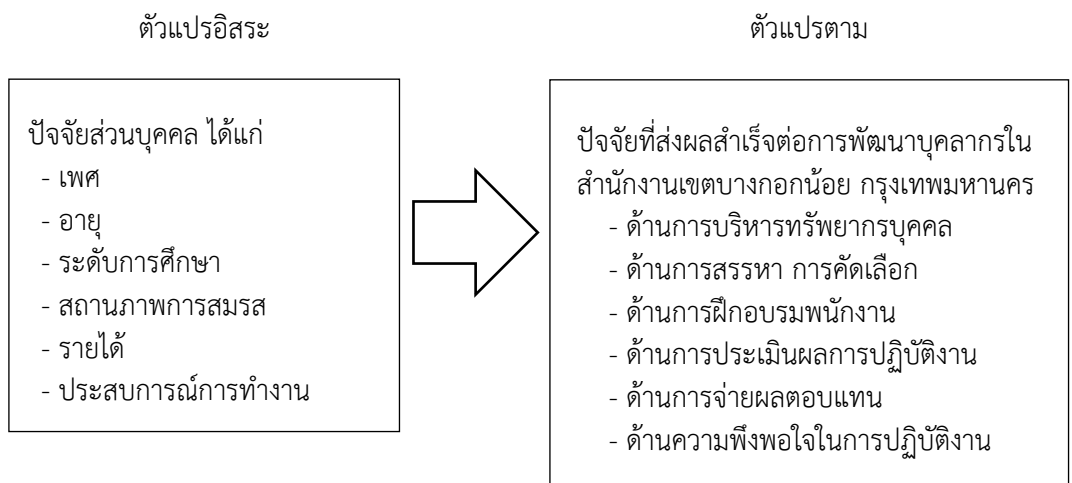 ตัวแปรอิสระ
ปัจจัยส่วนบุคคล ได้แก่
- เพศ
- อายุ
- ระดับการศึกษา
- สถานภาพการสมรส
- รายได้
- ประสบการณ์การทำงาน
ตัวแปรตาม
ปัจจัยที่ส่งผลสำเร็จต่อการพัฒนาบุคลากรใน
สำนักงานเขตบางกอกน้อย กรุงเทพมหานคร
- ด้านการบริหารทรัพยากรบุคคล
- ด้านการสรรหา การคัดเลือก
- ด้านการฝึกอบรมพนักงาน
- ด้านการประเมินผลการปฏิบัติงาน
- ด้านการจ่ายผลตอบแทน
- ด้านความพึงพอใจในการปฏิบัติงาน